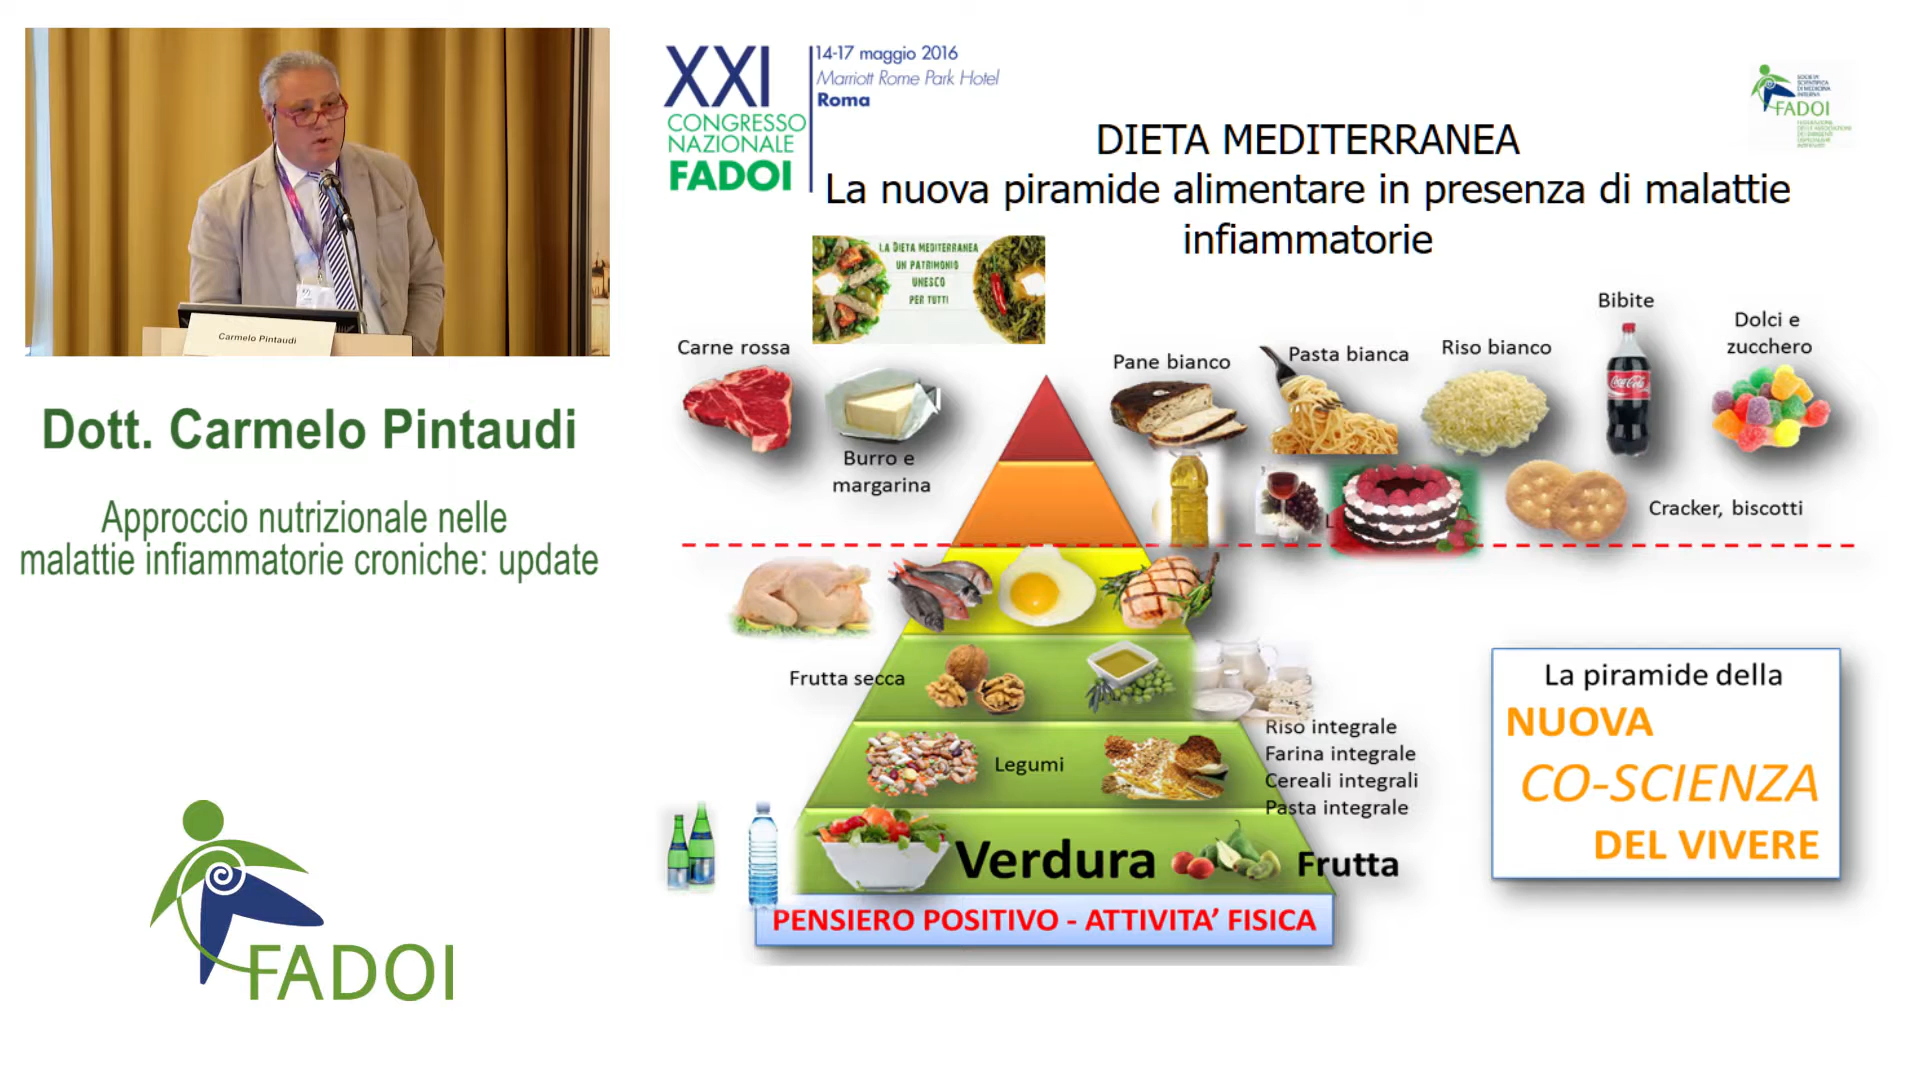 Carmelo Pintaudi
Dott. Carmelo Pintaudi
Approccio nutrizionale nelle
malattie infiammatorie croniche: update
FADOI
XXI
CONGRESSO
NAZIONALE
FADOI
14-17 maggio 2016
Marriott Rome Park Hotel
Roma
FADOI
DIETA MEDITERRANEA
La nuova piramide alimentare in presenza di malattie
infiammatorie
LA DIETA MEDITERRANEA
UN PATRIMONIO
UNESCO
PER TUTTI
Carne rossa
Burro e
margarina
Pane bianco
Pasta bianca
Riso bianco
Bibite
Coca-Cola
Dolci e
zucchero
L
Cracker, biscotti
Frutta secca
Legumi
Riso integrale
Farina integrale
Cereali integrali
Pasta integrale
Verdura
Frutta
PENSIERO POSITIVO - ATTIVITA’ FISICA
La piramide della
NUOVA
CO-SCIENZA
DEL VIVERE